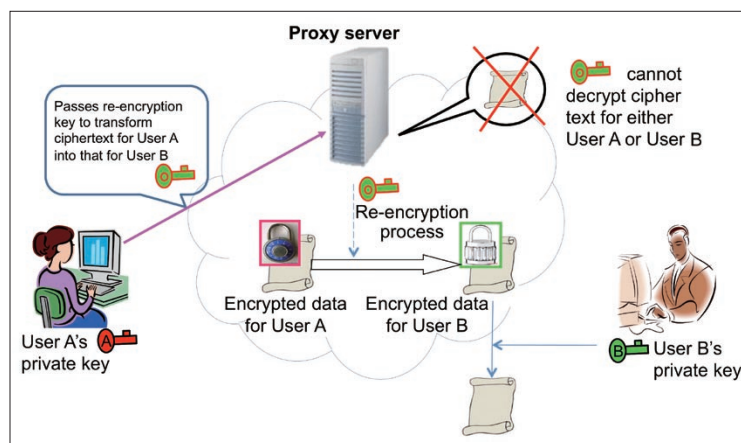 Proxy server
Passes re-encryption
key to transform
ciphertext for User A
into that for User B
cannot
decrypt cipher
text for either
User A or User B
Re-encryption
process
Encrypted data
for User A
Encrypted data
for User B
User A's
private key
A
B
User B's
private key